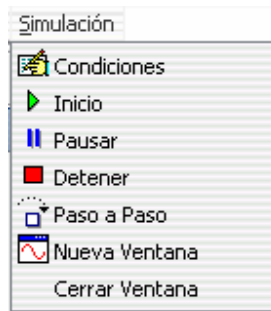 Simulación
Condiciones
Inicio
Pausar
Detener
Paso a Paso
Nueva Ventana
Cerrar Ventana